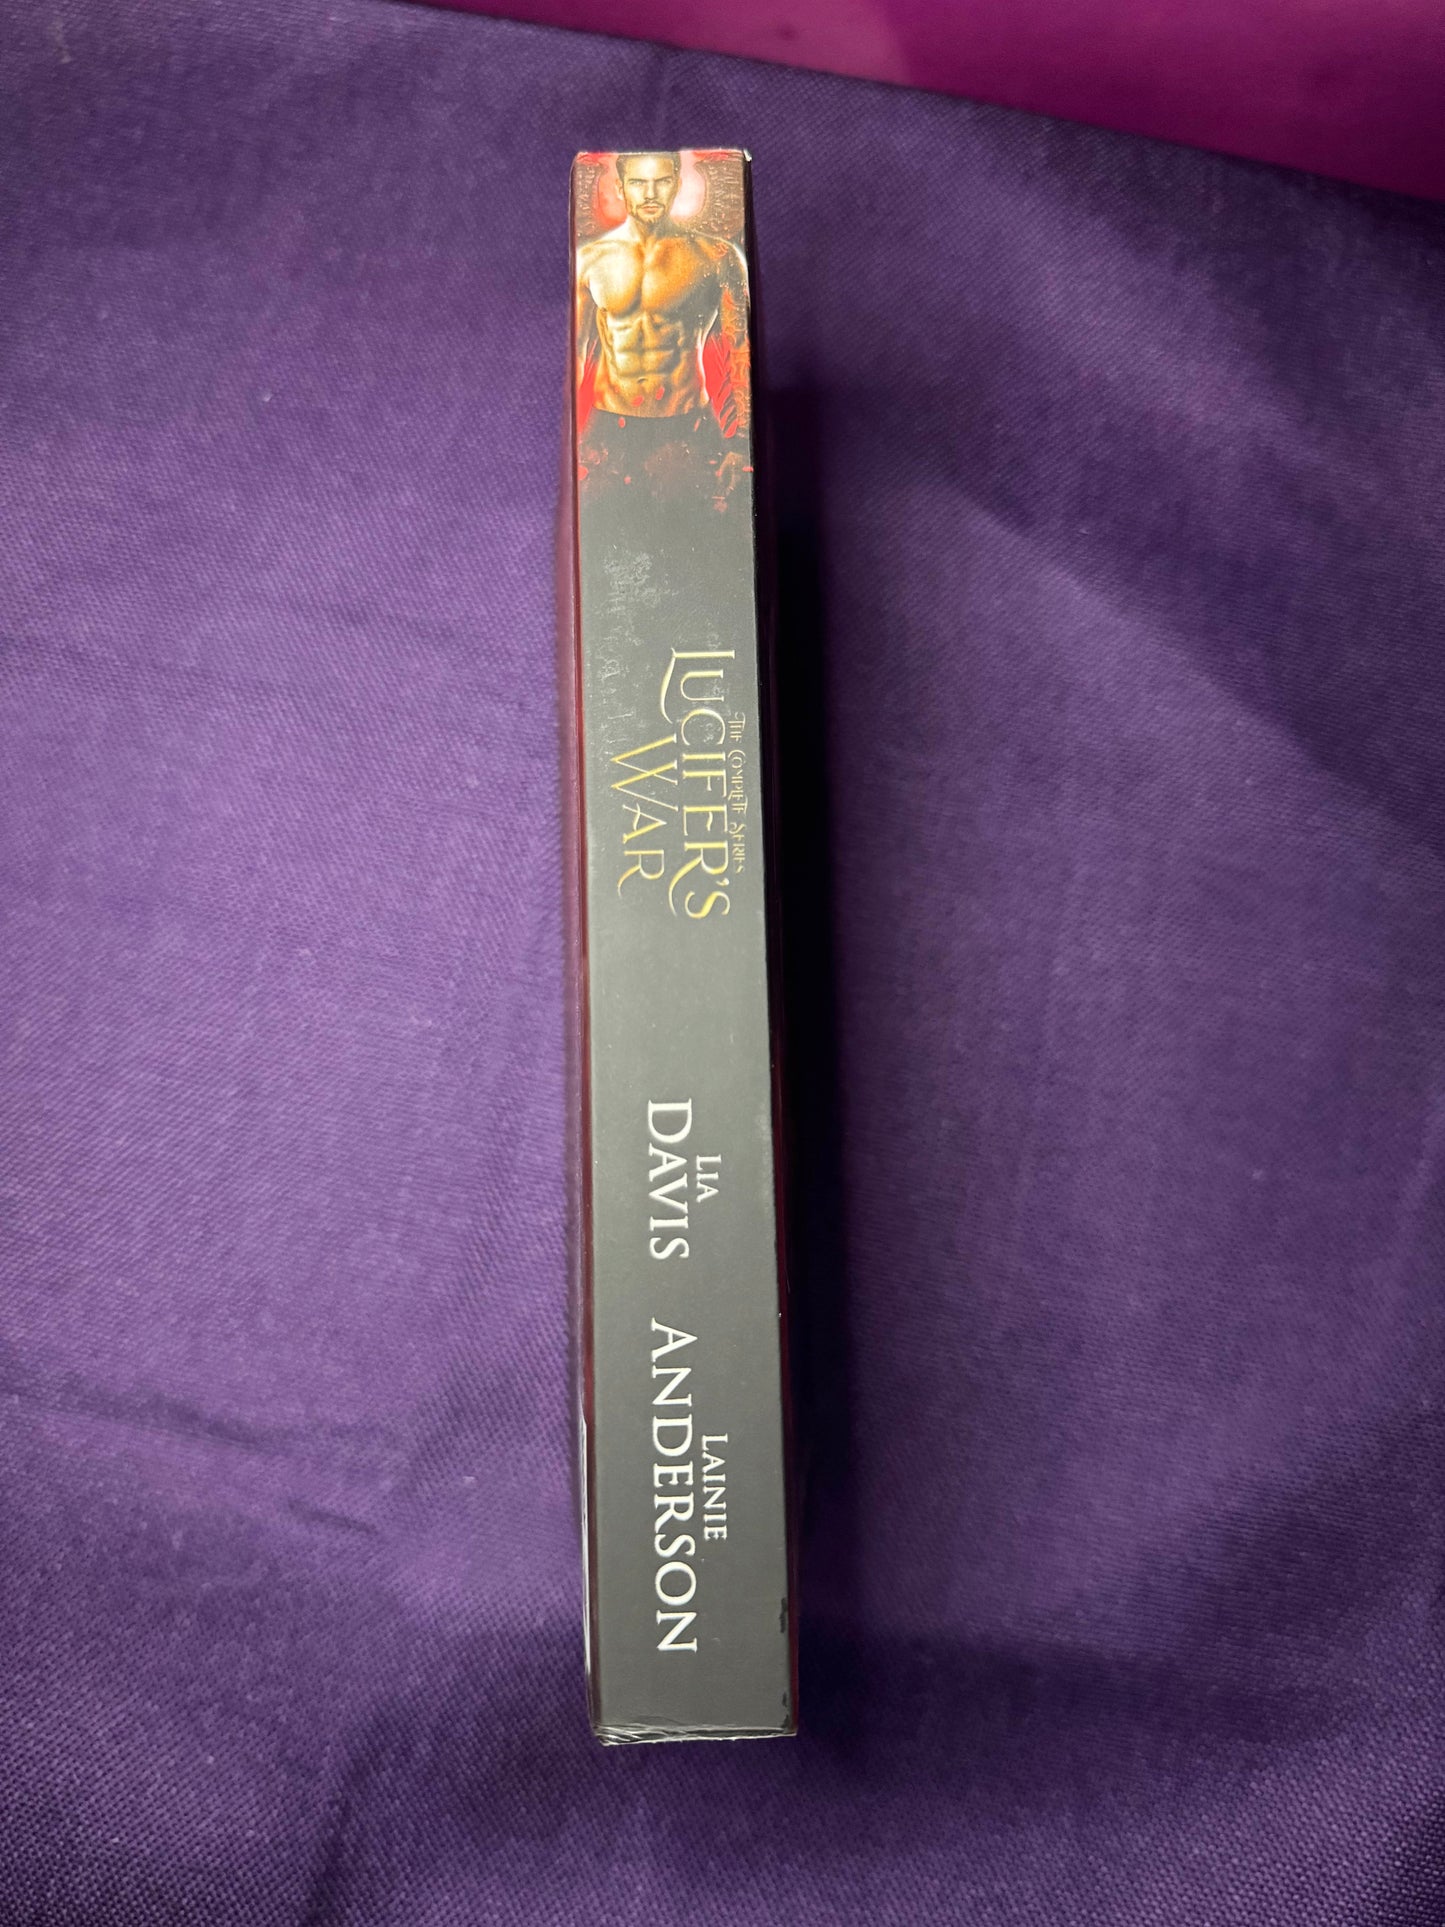 The Complete Series
Lucifer's
War
Lia
Davis
Lainie
Anderson